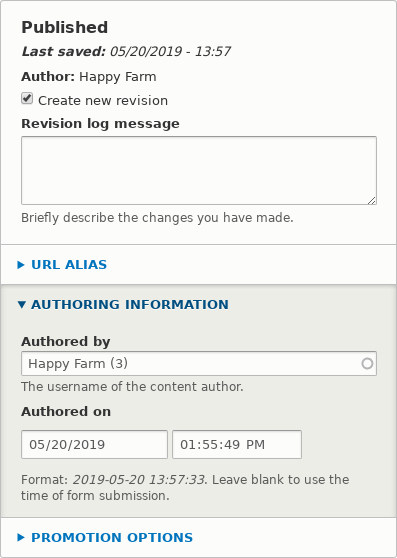 Published
Last saved: 05/20/2019 - 13:57
Author: Happy Farm
Create new revision
Revision log message
Briefly describe the changes you have made.
URL ALIAS
AUTHORING INFORMATION
Authored by
Happy Farm (3)
The username of the content author.
Authored on
05/20/2019 01:55:49 PM
Format: 2019-05-20 13:57:33. Leave blank to use the
time of form submission.
PROMOTION OPTIONS